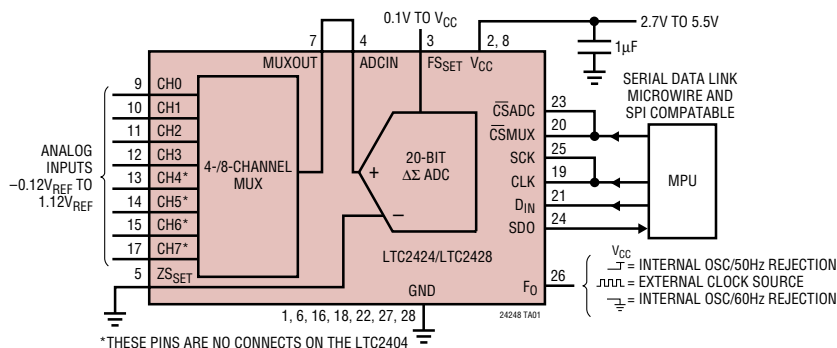 0.1V TO VCC
2.7V TO 5.5V
7
4
3
2, 8
1µF
MUXOUT
ADCIN
FSSET
VCC
SERIAL DATA LINK
MICROWIRE AND
SPI COMPATABLE
ANALOG
INPUTS
–0.12VREF TO
1.12VREF
9 CH0
10 CH1
11 CH2
12 CH3
13 CH4*
14 CH5*
15 CH6*
17 CH7*
5 ZSSET
4-/8-CHANNEL
MUX
+
–
20-BIT
ΔΣ ADC
CSADC 23
CSMUX 20
SCK 25
CLK 19
DIN 21
SDO 24
MPU
LTC2424/LTC2428
FO 26
VCC
= INTERNAL OSC/50Hz REJECTION
= EXTERNAL CLOCK SOURCE
= INTERNAL OSC/60Hz REJECTION
GND
1, 6, 16, 18, 22, 27, 28
24248 TA01
*THESE PINS ARE NO CONNECTS ON THE LTC2404